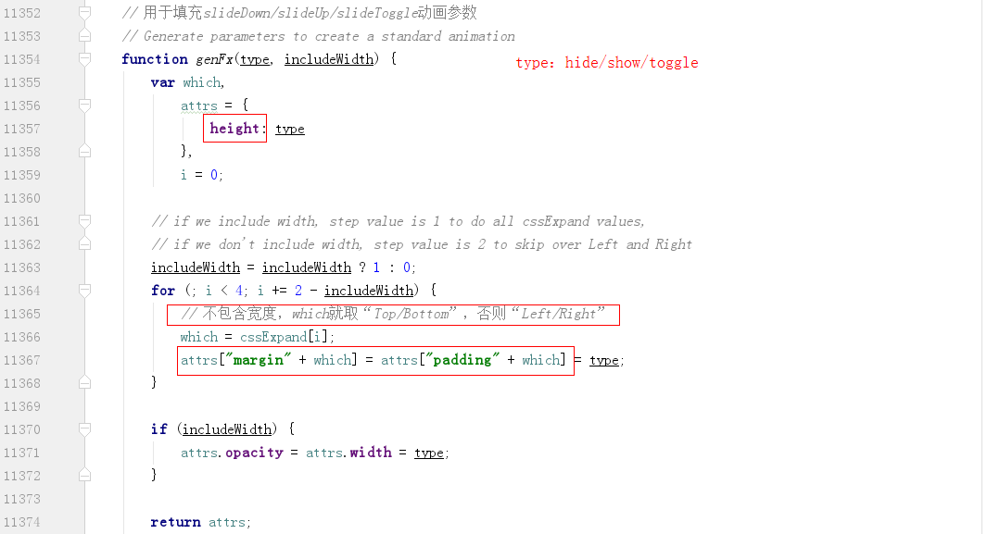 11352 // 用于填充slideDown/slideUp/slideToggle动画参数
11353 // Generate parameters to create a standard animation
11354 function genFx(type, includeWidth) { type: hide/show/toggle
11355 var which,
11356 attrs = {
11357 height: type
11358 },
11359 i = 0;
11360
11361 // if we include width, step value is 1 to do all cssExpand values,
11362 // if we don't include width, step value is 2 to skip over Left and Right
11363 includeWidth = includeWidth ? 1 : 0;
11364 for (; i < 4; i += 2 - includeWidth) {
11365 // 不包含宽度，which就取“Top/Bottom”，否则“Left/Right”
11366 which = cssExpand[i];
11367 attrs["margin" + which] = attrs["padding" + which] = type;
11368 }
11369
11370 if (includeWidth) {
11371 attrs.opacity = attrs.width = type;
11372 }
11373
11374 return attrs;